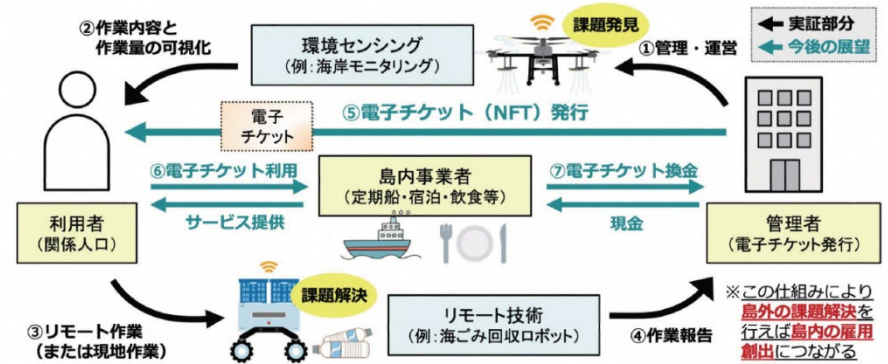 ②作業内容と
作業量の可視化
環境センシング
(例:海岸モニタリング)
課題発見
①管理・運営
実証部分
今後の展望
電子
チケット
⑤電子チケット（NFT）発行
⑥電子チケット利用
サービス提供
島内事業者
(定期船・宿泊・飲食等)
⑦電子チケット換金
現金
利用者
(関係人口)
管理者
(電子チケット発行)
③リモート作業
(または現地作業)
課題解決
リモート技術
(例:海ごみ回収ロボット)
④作業報告
※この仕組みにより
島外の課題解決を
行えば島内の雇用
創出につながる